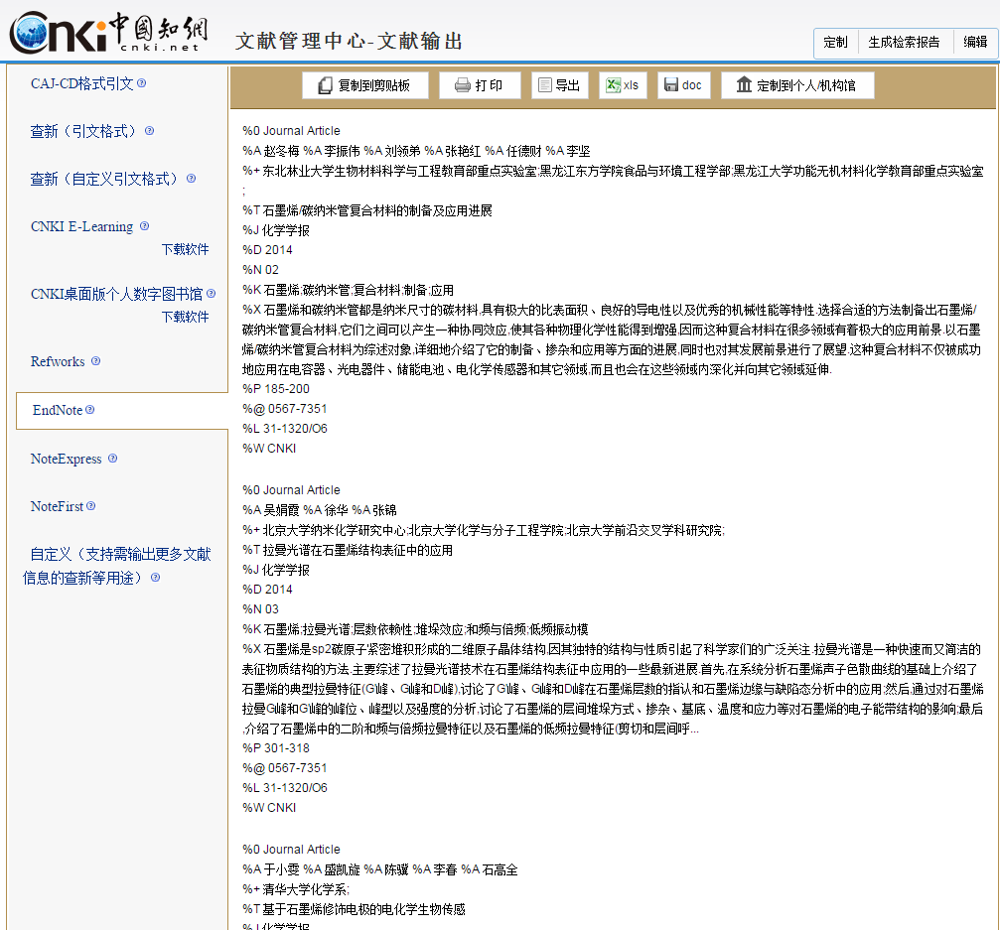 Cnki中国知網
cnki.net
文献管理中心-文献输出
定制 生成检索报告 编辑
CAJ-CD格式引文
查新（引文格式）
查新（自定义引文格式）
CNKI E-Learning
下载软件
CNKI桌面版个人数字图书馆
下载软件
Refworks
EndNote
NoteExpress
NoteFirst
自定义（支持需输出更多文献
信息的查新等用途）
复制到剪贴板 打印 导出 xls doc 定制到个人/机构馆
%0 Journal Article
%A 赵冬梅 %A 李振伟 %A 刘领弟 %A 张艳红 %A 任德财 %A 李坚
%+ 东北林业大学生物材料科学与工程教育部重点实验室;黑龙江东方学院食品与环境工程学部;黑龙江大学功能无机材料化学教育部重点实验室
;
%T 石墨烯/碳纳米管复合材料的制备及应用进展
%J 化学学报
%D 2014
%N 02
%K 石墨烯;碳纳米管;复合材料;制备;应用
%X 石墨烯和碳纳米管都是纳米尺寸的碳材料,具有极大的比表面积、良好的导电性以及优秀的机械性能等特性.选择合适的方法制备出石墨烯/
碳纳米管复合材料,它们之间可以产生一种协同效应,使其各种物理化学性能得到增强,因而这种复合材料在很多领域有着极大的应用前景.以石墨
烯/碳纳米管复合材料为综述对象,详细地介绍了它的制备、掺杂和应用等方面的进展,同时也对其发展前景进行了展望.这种复合材料不仅被成功
地应用在电容器、光电器件、储能电池、电化学传感器和其它领域,而且也会在这些领域内深化并向其它领域延伸.
%P 185-200
%@ 0567-7351
%L 31-1320/O6
%W CNKI
%0 Journal Article
%A 吴娟霞 %A 徐华 %A 张锦
%+ 北京大学纳米化学研究中心;北京大学化学与分子工程学院;北京大学前沿交叉学科研究院;
%T 拉曼光谱在石墨烯结构表征中的应用
%J 化学学报
%D 2014
%N 03
%K 石墨烯;拉曼光谱;层数依赖性;堆垛效应;和频与倍频;低频振动模
%X 石墨烯是sp2碳原子紧密堆积形成的二维原子晶体结构,因其独特的结构与性质引起了科学家们的广泛关注.拉曼光谱是一种快速而又简洁的
表征物质结构的方法.主要综述了拉曼光谱技术在石墨烯结构表征中应用的一些最新进展.首先,在系统分析石墨烯声子色散曲线的基础上介绍了
石墨烯的典型拉曼特征(G'峰、G峰和D峰),讨论了G'峰、G峰和D峰在石墨烯层数的指认和石墨烯边缘与缺陷态分析中的应用;然后,通过对石墨烯
拉曼G峰和G'峰的峰位、峰型以及强度的分析,讨论了石墨烯的层间堆垛方式、掺杂、基底、温度和应力等对石墨烯的电子能带结构的影响;最后
,介绍了石墨烯中的二阶和频与倍频拉曼特征以及石墨烯的低频拉曼特征(剪切和层间呼...
%P 301-318
%@ 0567-7351
%L 31-1320/O6
%W CNKI
%0 Journal Article
%A 于小雯 %A 盛凯旋 %A 陈骥 %A 李春 %A 石高全
%+ 清华大学化学系;
%T 基于石墨烯修饰电极的电化学生物传感
%J 化学学报